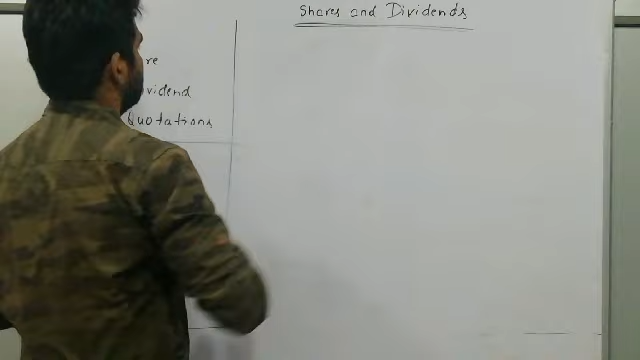 Shares and Dividends
re
vidend
Quotations